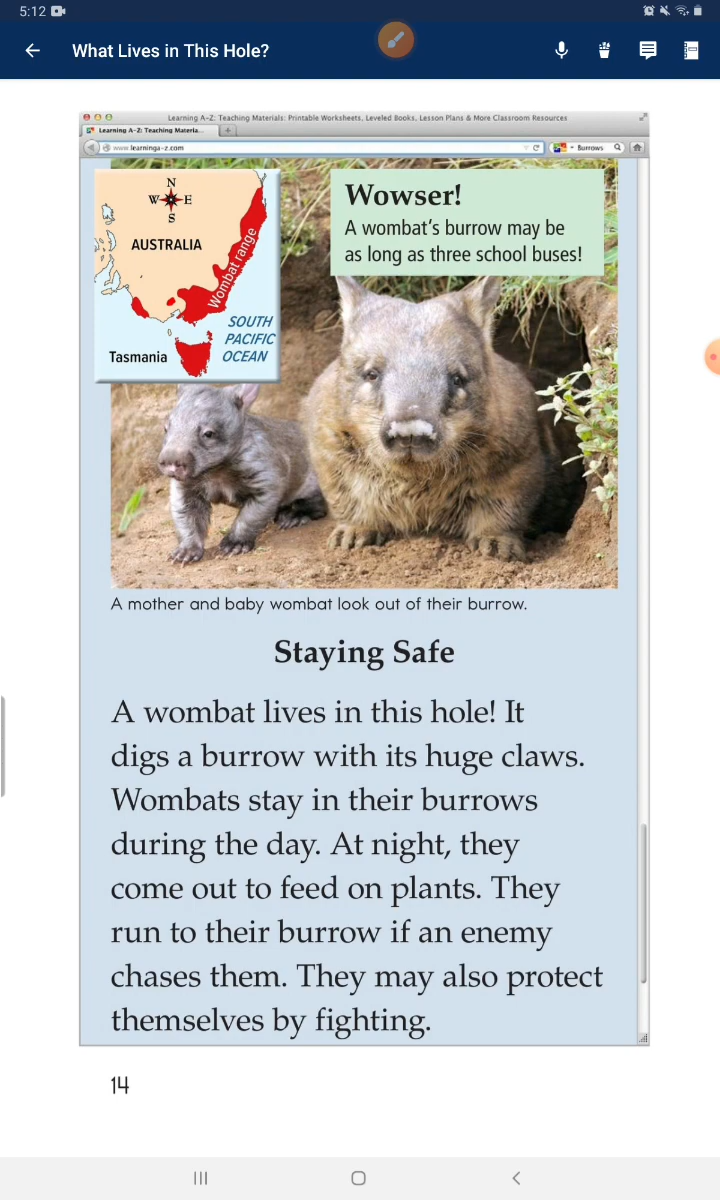 5:12
What Lives in This Hole?
Learning A-Z: Teaching Materials: Printable Worksheets, Leveled Books, Lesson Plans & More Classroom Resources
Learning A-Z: Teaching Materia...
www.learninga-z.com
Burrows
N
W E
S
AUSTRALIA
Wombat range
SOUTH
PACIFIC
OCEAN
Tasmania
Wowser!
A wombat's burrow may be
as long as three school buses!
A mother and baby wombat look out of their burrow.
Staying Safe
A wombat lives in this hole! It
digs a burrow with its huge claws.
Wombats stay in their burrows
during the day. At night, they
come out to feed on plants. They
run to their burrow if an enemy
chases them. They may also protect
themselves by fighting.
14